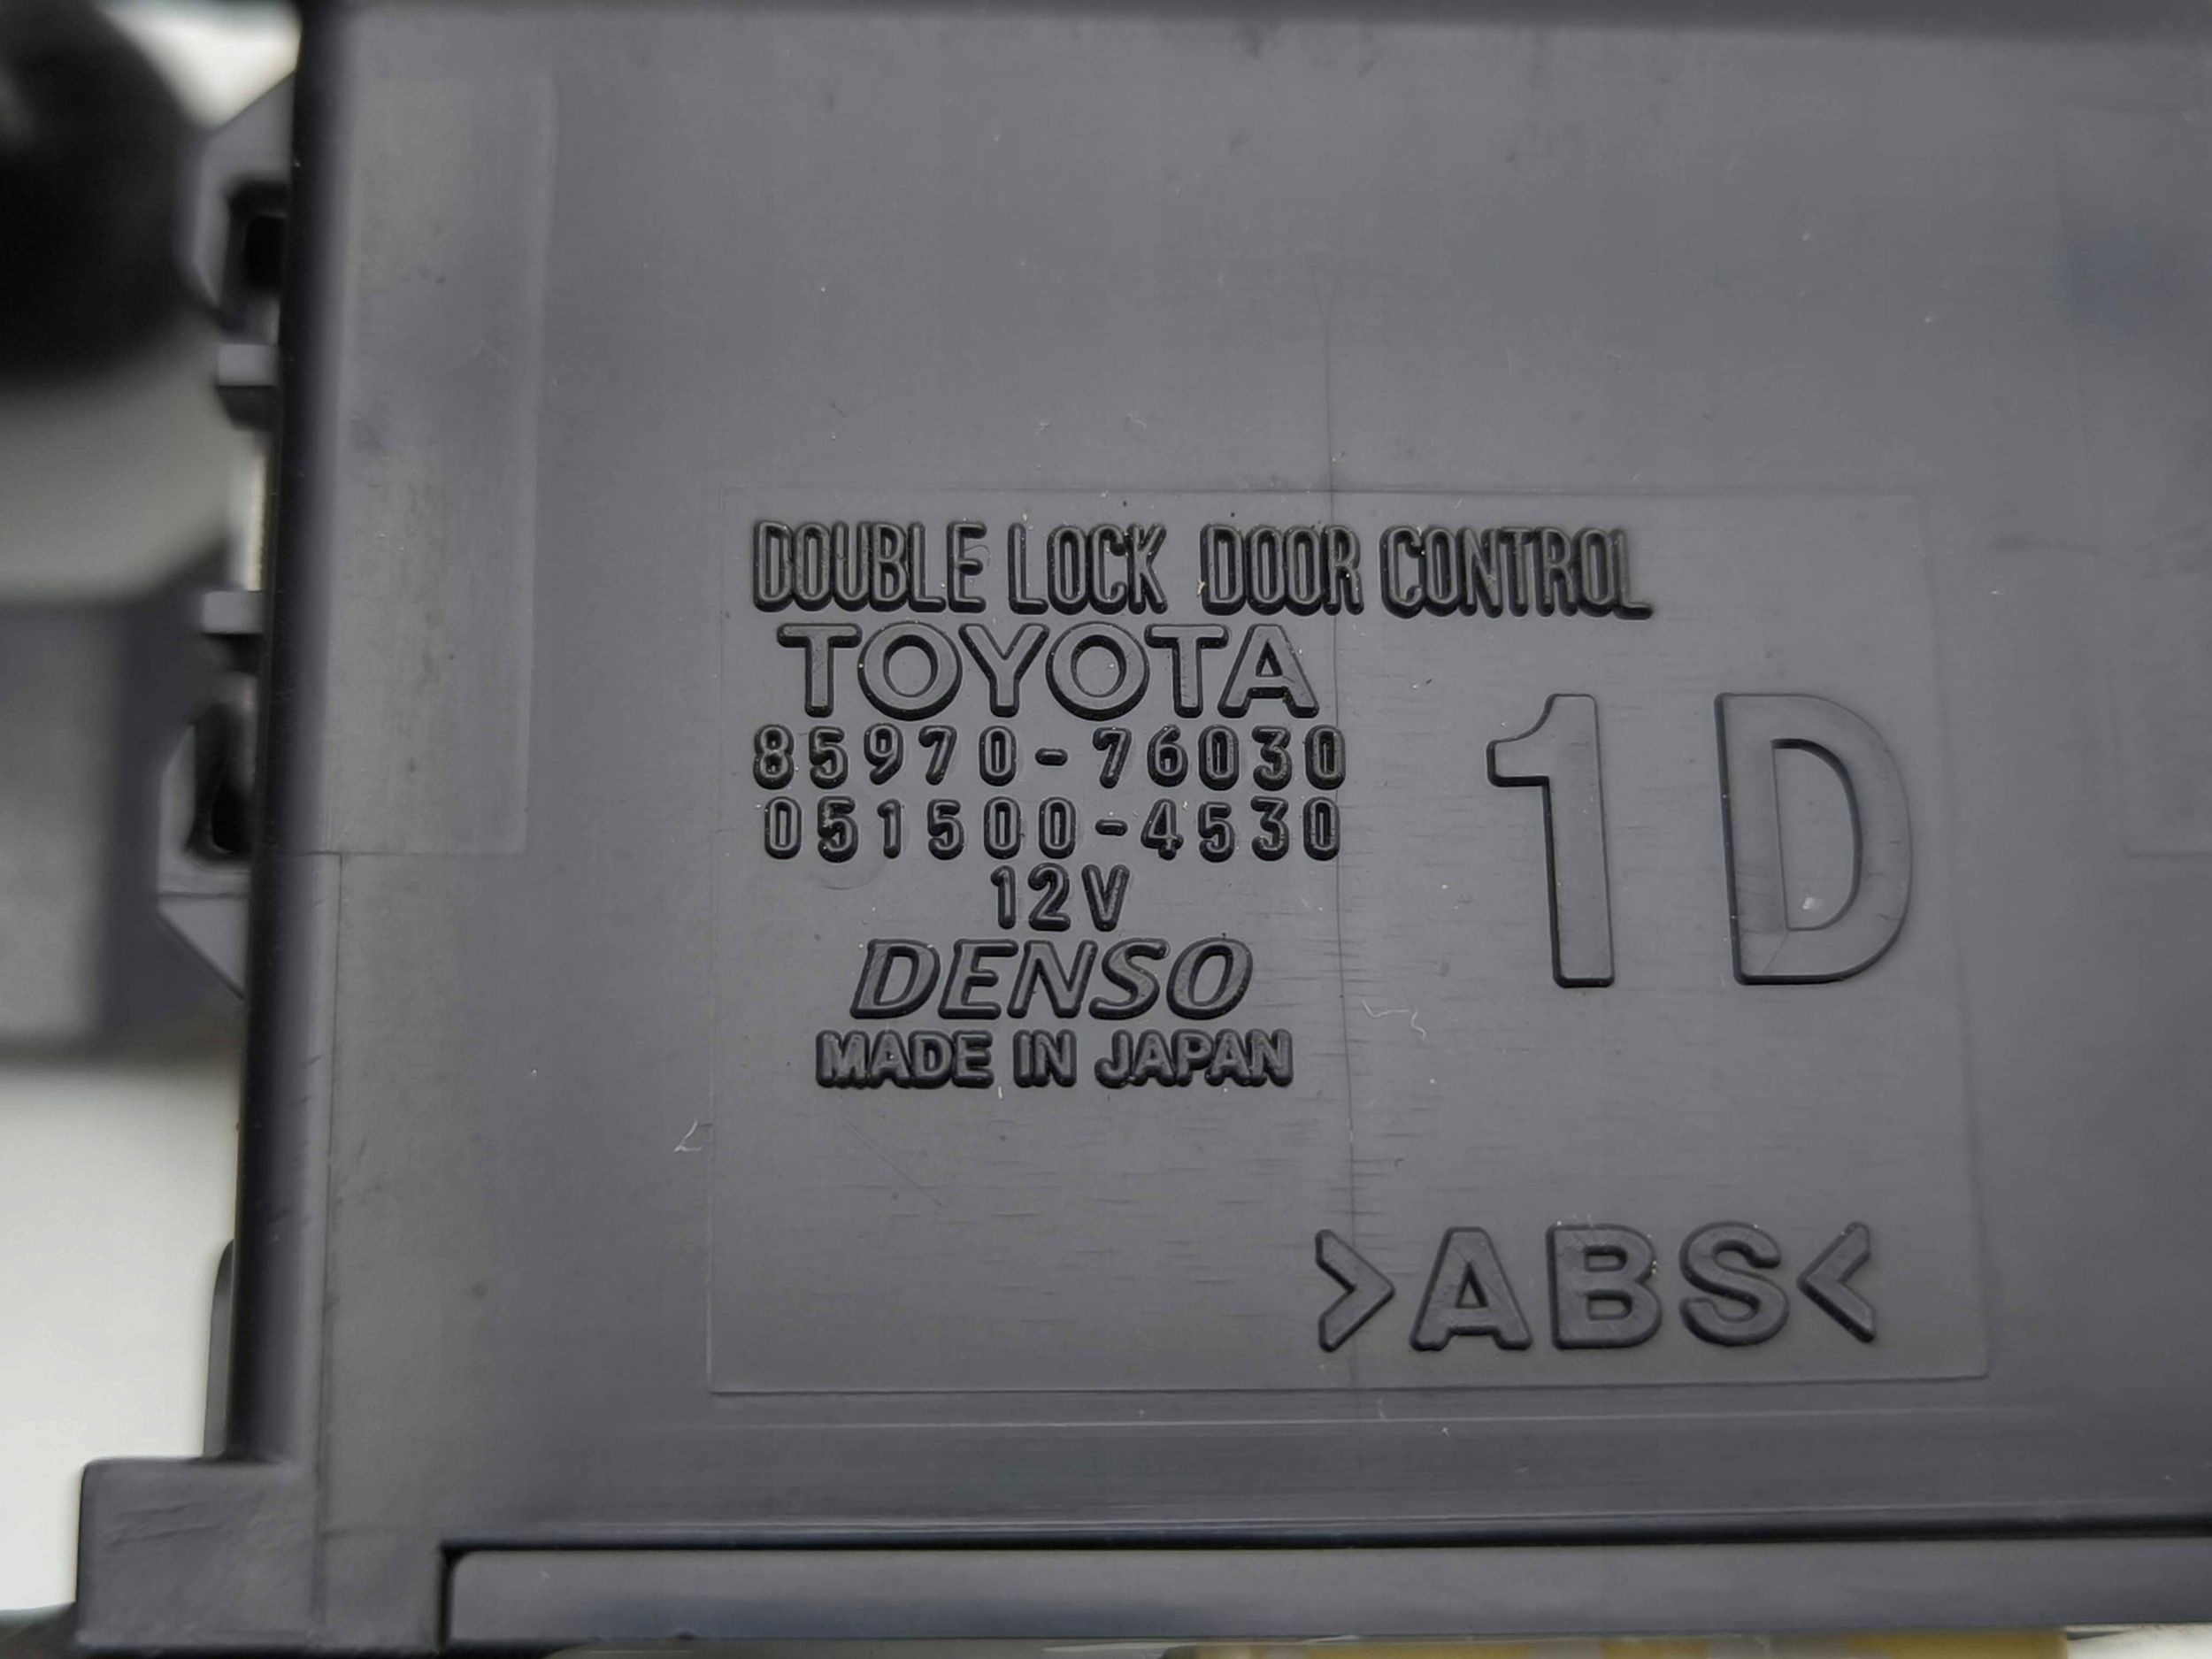 DOUBLE LOCK DOOR CONTROL
TOYOTA
85970-76030
051500-4530
12V
DENSO
MADE IN JAPAN
1D
>ABS<